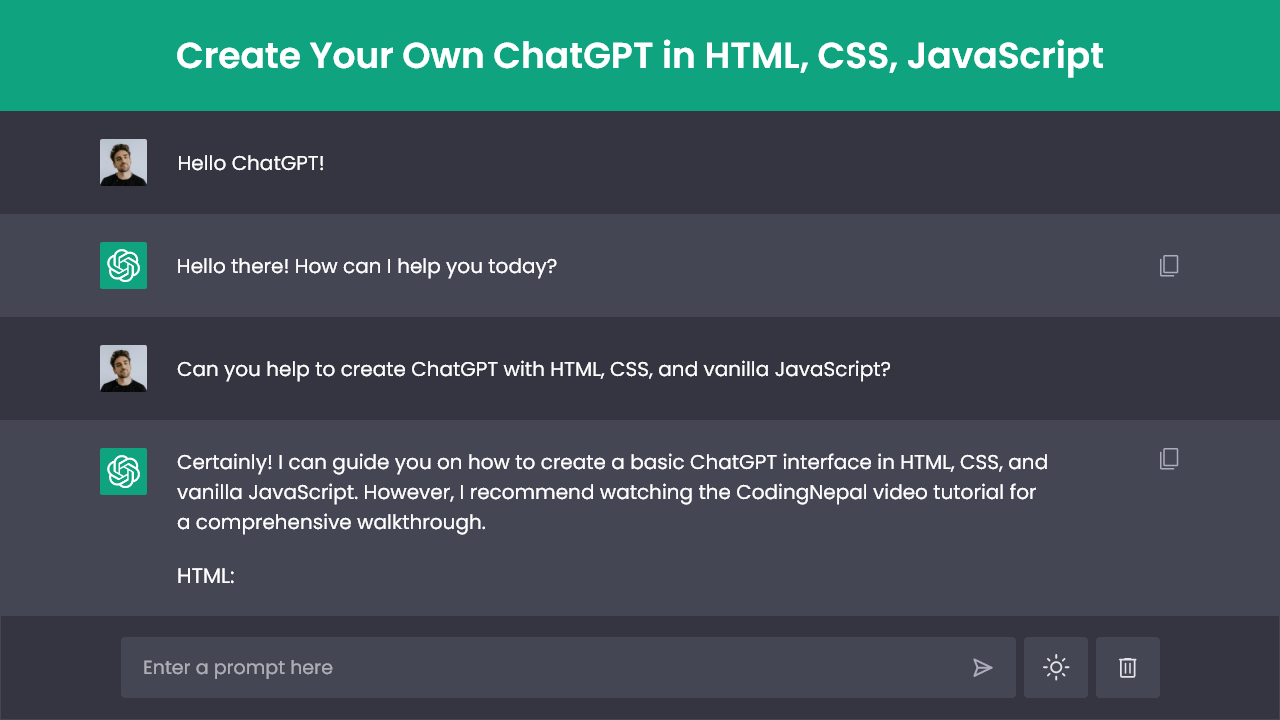 Create Your Own ChatGPT in HTML, CSS, JavaScript
Hello ChatGPT!
Hello there! How can I help you today?
Can you help to create ChatGPT with HTML, CSS, and vanilla JavaScript?
Certainly! I can guide you on how to create a basic ChatGPT interface in HTML, CSS, and
vanilla JavaScript. However, I recommend watching the CodingNepal video tutorial for
a comprehensive walkthrough.
HTML:
Enter a prompt here